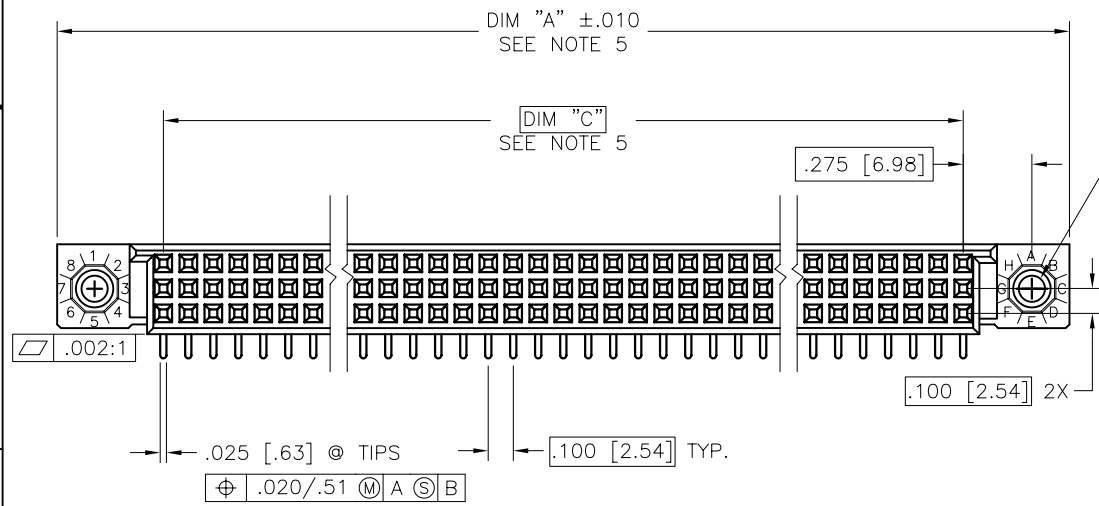 DIM "A" ±.010
SEE NOTE 5
DIM "C"
SEE NOTE 5
.275 [6.98]
8 1 2
7 3
6 5 4
H A B
G C
F E D
.002:1
.100 [2.54] 2X
.025 [.63] @ TIPS
.100 [2.54] TYP.
⌖ .020/.51 Ⓜ A Ⓢ B